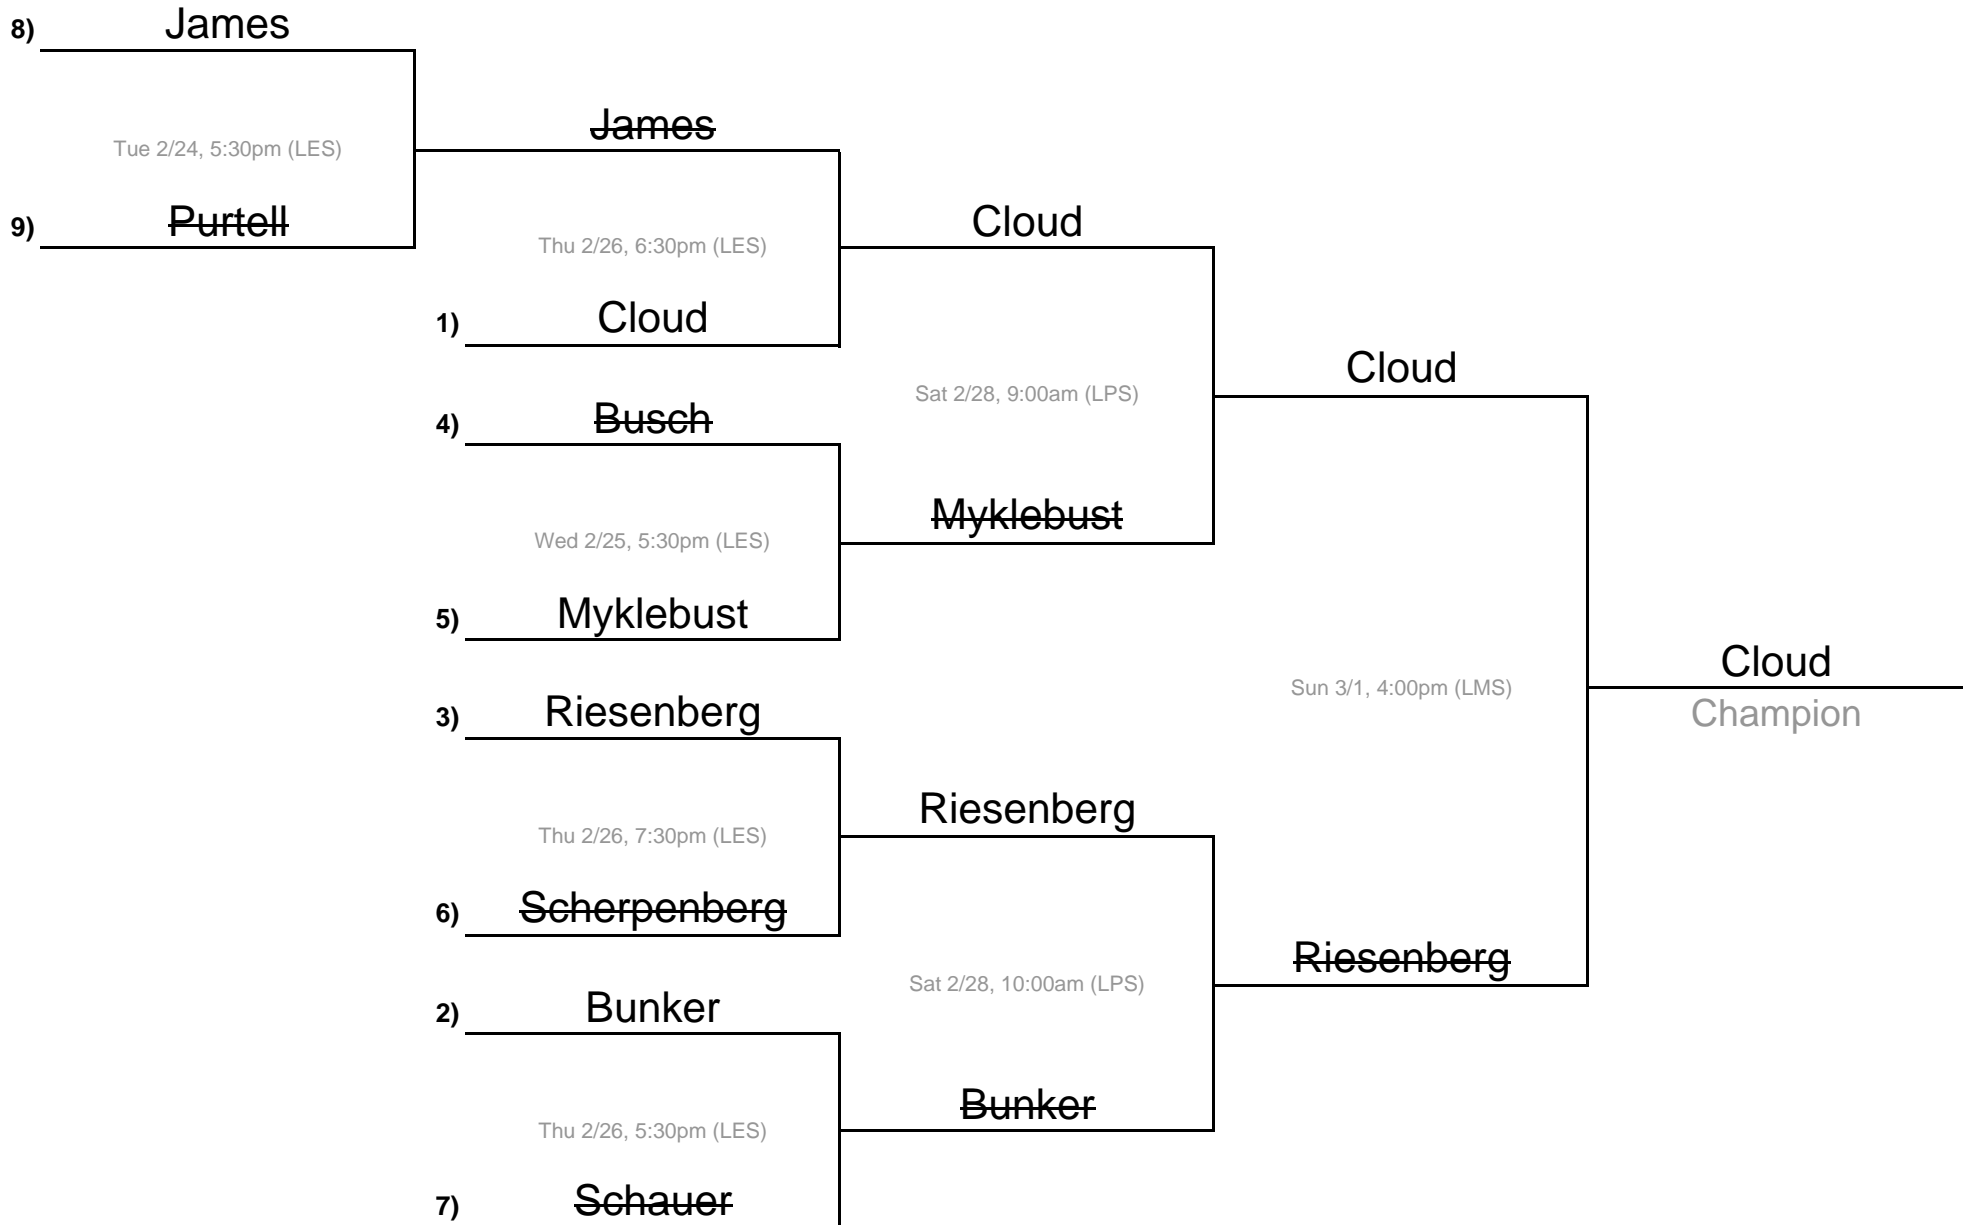 8) James
Tue 2/24, 5:30pm (LES)
9) Purtell
James
Thu 2/26, 6:30pm (LES)
1) Cloud
4) Busch
Wed 2/25, 5:30pm (LES)
5) Myklebust
3) Riesenberg
Thu 2/26, 7:30pm (LES)
6) Scherpenberg
2) Bunker
Thu 2/26, 5:30pm (LES)
7) Schauer
Cloud
Sat 2/28, 9:00am (LPS)
Myklebust
Riesenberg
Sat 2/28, 10:00am (LPS)
Bunker
Cloud
Sun 3/1, 4:00pm (LMS)
Riesenberg
Cloud
Champion